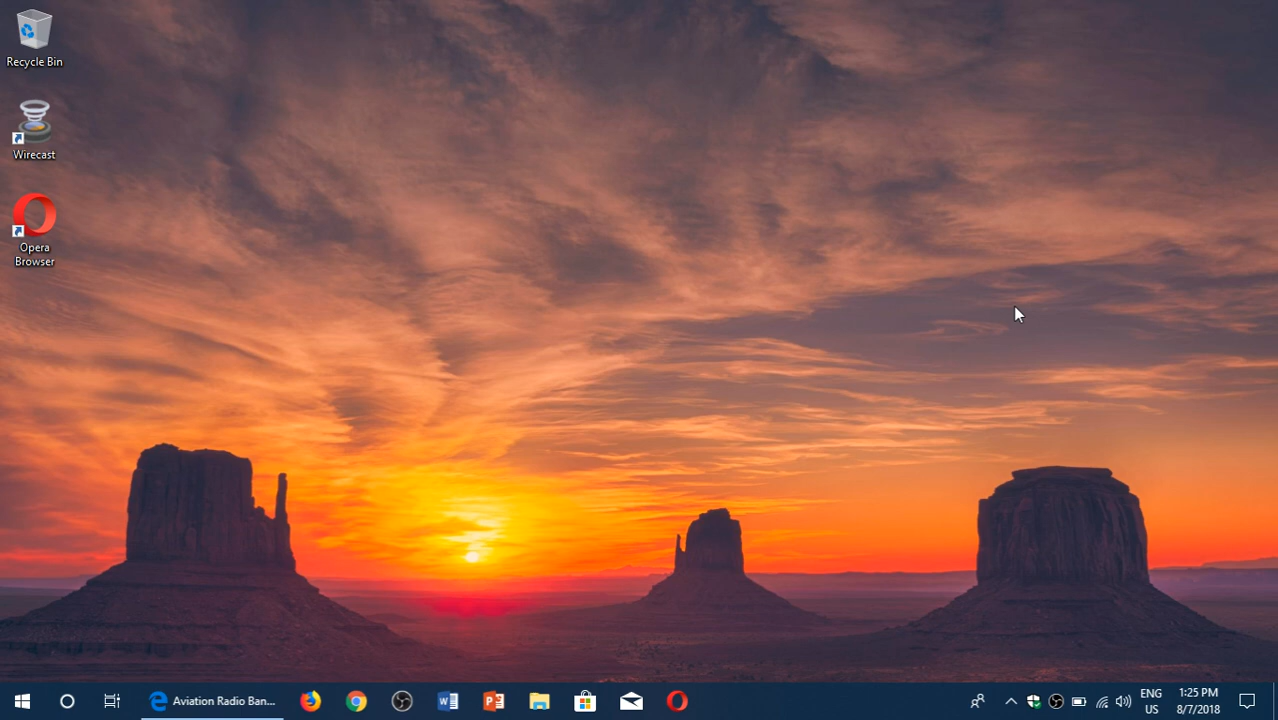 Recycle Bin
Wirecast
Opera
Browser
Aviation Radio Ban...
ENG
US
1:25 PM
8/7/2018